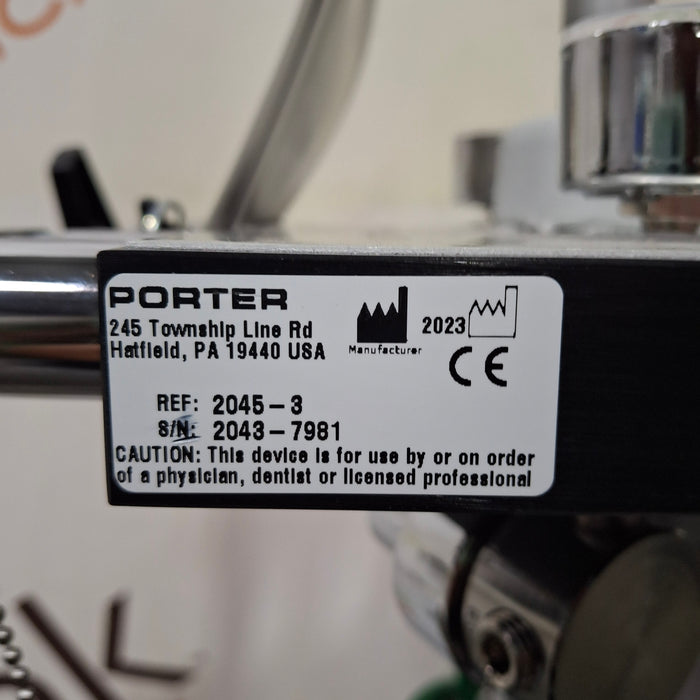 PORTER
245 Township Line Rd
Hatfield, PA 19440 USA
Manufacturer
2023
CE
REF: 2045-3
S/N: 2043-7981
CAUTION: This device is for use by or on order
of a physician, dentist or licensed professional